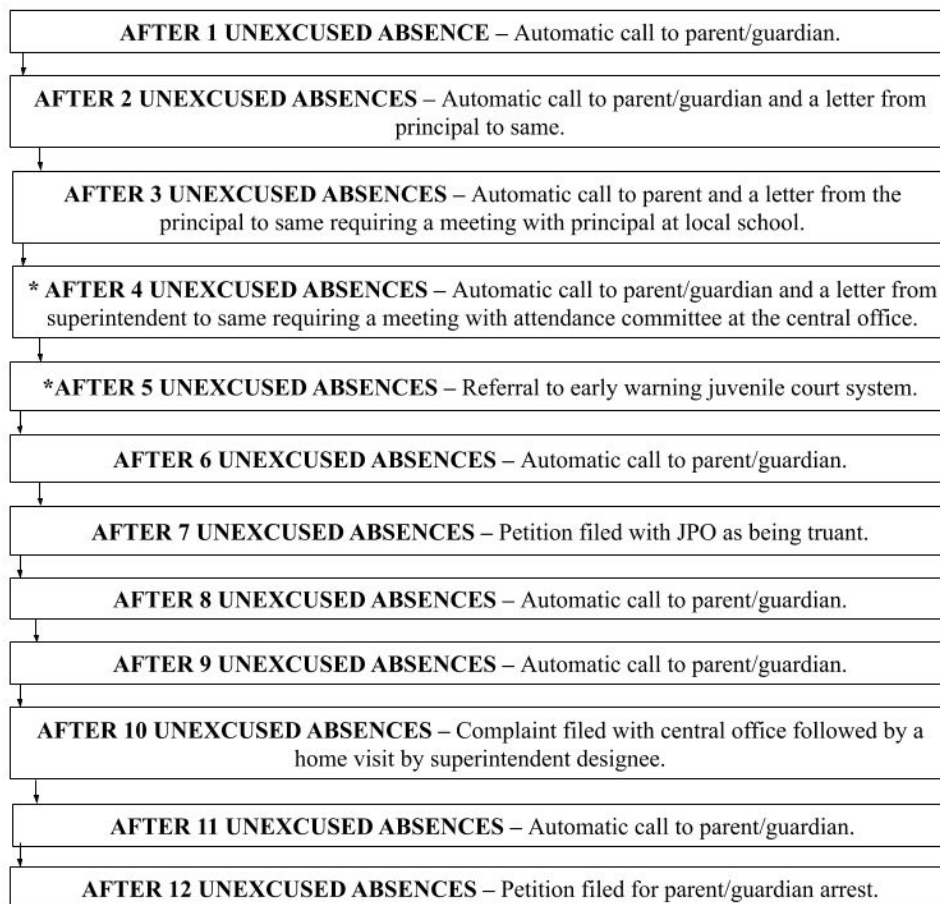 AFTER 1 UNEXCUSED ABSENCE – Automatic call to parent/guardian.
AFTER 2 UNEXCUSED ABSENCES – Automatic call to parent/guardian and a letter from
principal to same.
AFTER 3 UNEXCUSED ABSENCES – Automatic call to parent and a letter from the
principal to same requiring a meeting with principal at local school.
* AFTER 4 UNEXCUSED ABSENCES – Automatic call to parent/guardian and a letter from
superintendent to same requiring a meeting with attendance committee at the central office.
*AFTER 5 UNEXCUSED ABSENCES – Referral to early warning juvenile court system.
AFTER 6 UNEXCUSED ABSENCES – Automatic call to parent/guardian.
AFTER 7 UNEXCUSED ABSENCES – Petition filed with JPO as being truant.
AFTER 8 UNEXCUSED ABSENCES – Automatic call to parent/guardian.
AFTER 9 UNEXCUSED ABSENCES – Automatic call to parent/guardian.
AFTER 10 UNEXCUSED ABSENCES – Complaint filed with central office followed by a
home visit by superintendent designee.
AFTER 11 UNEXCUSED ABSENCES – Automatic call to parent/guardian.
AFTER 12 UNEXCUSED ABSENCES – Petition filed for parent/guardian arrest.